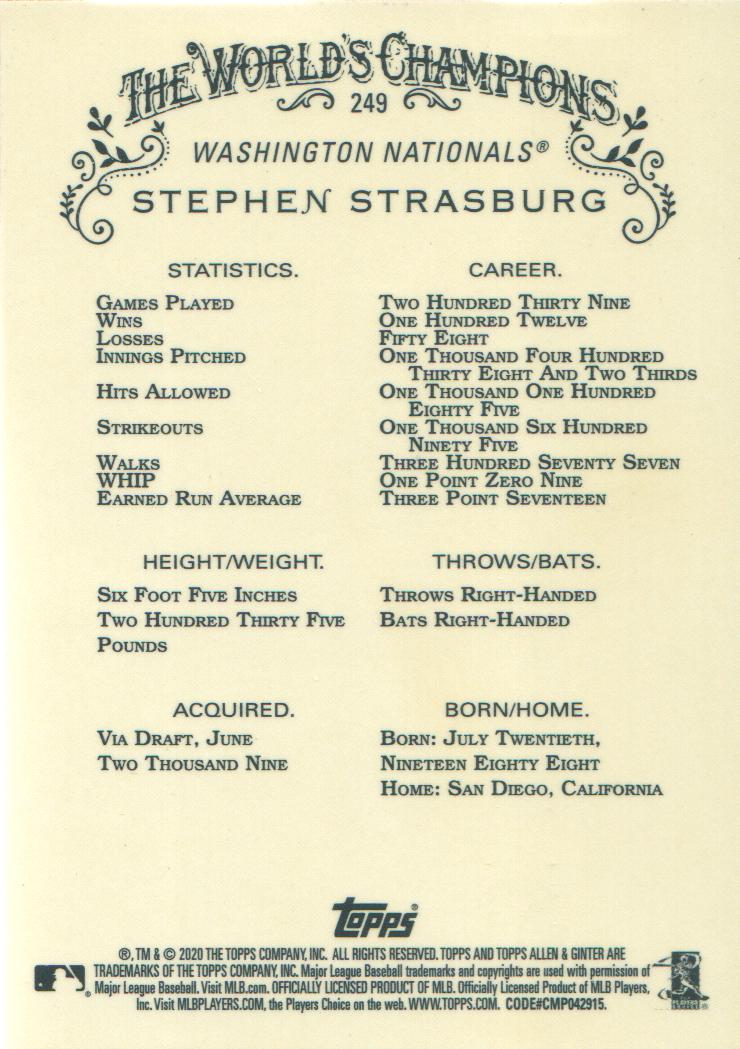 THE WORLD'S CHAMPIONS
249
WASHINGTON NATIONALS®
STEPHEN STRASBURG
STATISTICS. CAREER.
GAMES PLAYED TWO HUNDRED THIRTY NINE
WINS ONE HUNDRED TWELVE
LOSSES FIFTY EIGHT
INNINGS PITCHED ONE THOUSAND FOUR HUNDRED
THIRTY EIGHT AND TWO THIRDS
HITS ALLOWED ONE THOUSAND ONE HUNDRED
EIGHTY FIVE
STRIKEOUTS ONE THOUSAND SIX HUNDRED
NINETY FIVE
WALKS THREE HUNDRED SEVENTY SEVEN
WHIP ONE POINT ZERO NINE
EARNED RUN AVERAGE THREE POINT SEVENTEEN
HEIGHT/WEIGHT.
SIX FOOT FIVE INCHES
TWO HUNDRED THIRTY FIVE
POUNDS
THROWS/BATS.
THROWS RIGHT-HANDED
BATS RIGHT-HANDED
ACQUIRED.
VIA DRAFT, JUNE
TWO THOUSAND NINE
BORN/HOME.
BORN: JULY TWENTIETH,
NINETEEN EIGHTY EIGHT
HOME: SAN DIEGO, CALIFORNIA
Topps®
®, TM & © 2020 THE TOPPS COMPANY, INC. ALL RIGHTS RESERVED. TOPPS AND TOPPS ALLEN & GINTER ARE
TRADEMARKS OF THE TOPPS COMPANY, INC. Major League Baseball trademarks and copyrights are used with permission of
Major League Baseball. Visit MLB.com. OFFICIALLY LICENSED PRODUCT OF MLB. Officially Licensed Product of MLB Players,
Inc. Visit MLBPLAYERS.COM, the Players Choice on the web. WWW.TOPPS.COM. CODE#CMP042915.